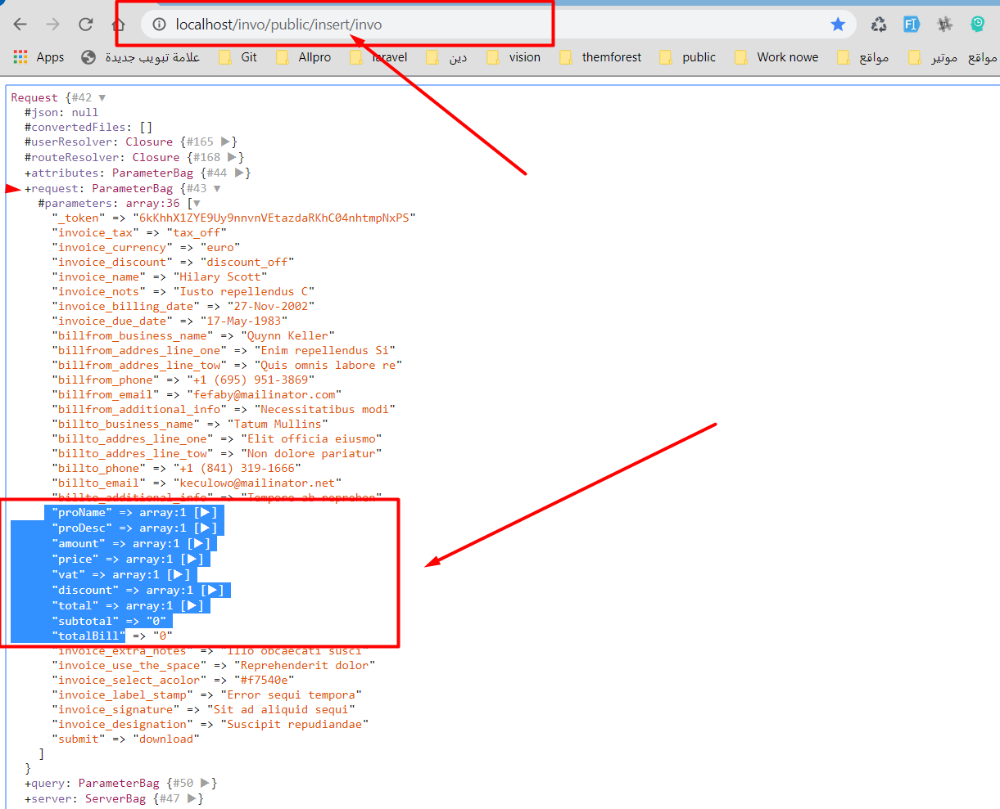 localhost/invo/public/insert/invo
Apps علامة تبويب جديدة Git Allpro laravel دين vision themforest public Work nowe مواقع موتير مواقع
Request {#42 ▼
#json: null
#convertedFiles: []
#userResolver: Closure {#165 ▶}
#routeResolver: Closure {#168 ▶}
+attributes: ParameterBag {#44 ▶}
+request: ParameterBag {#43 ▼
#parameters: array:36 [▼
"_token" => "6kKhhX1ZYE9Uy9nnvnVEtazdaRKhC04nhtmpNxPS"
"invoice_tax" => "tax_off"
"invoice_currency" => "euro"
"invoice_discount" => "discount_off"
"invoice_name" => "Hilary Scott"
"invoice_nots" => "Iusto repellendus C"
"invoice_billing_date" => "27-Nov-2002"
"invoice_due_date" => "17-May-1983"
"billfrom_business_name" => "Quynn Keller"
"billfrom_addres_line_one" => "Enim repellendus Si"
"billfrom_addres_line_tow" => "Quis omnis labore re"
"billfrom_phone" => "+1 (695) 951-3869"
"billfrom_email" => "fefaby@mailinator.com"
"billfrom_additional_info" => "Necessitatibus modi"
"billto_business_name" => "Tatum Mullins"
"billto_addres_line_one" => "Elit officia eiusmo"
"billto_addres_line_tow" => "Non dolore pariatur"
"billto_phone" => "+1 (841) 319-1666"
"billto_email" => "keculowo@mailinator.net"
"billto_additional_info" => "Tempore ab reprehen"
"proName" => array:1 [▶]
"proDesc" => array:1 [▶]
"amount" => array:1 [▶]
"price" => array:1 [▶]
"vat" => array:1 [▶]
"discount" => array:1 [▶]
"total" => array:1 [▶]
"subtotal" => "0"
"totalBill" => "0"
"invoice_extra_notes" => "Illo obcaecati susci"
"invoice_use_the_space" => "Reprehenderit dolor"
"invoice_select_acolor" => "#f7540e"
"invoice_label_stamp" => "Error sequi tempora"
"invoice_signature" => "Sit ad aliquid sequi"
"invoice_designation" => "Suscipit repudiandae"
"submit" => "download"
]
}
+query: ParameterBag {#50 ▶}
+server: ServerBag {#47 ▶}